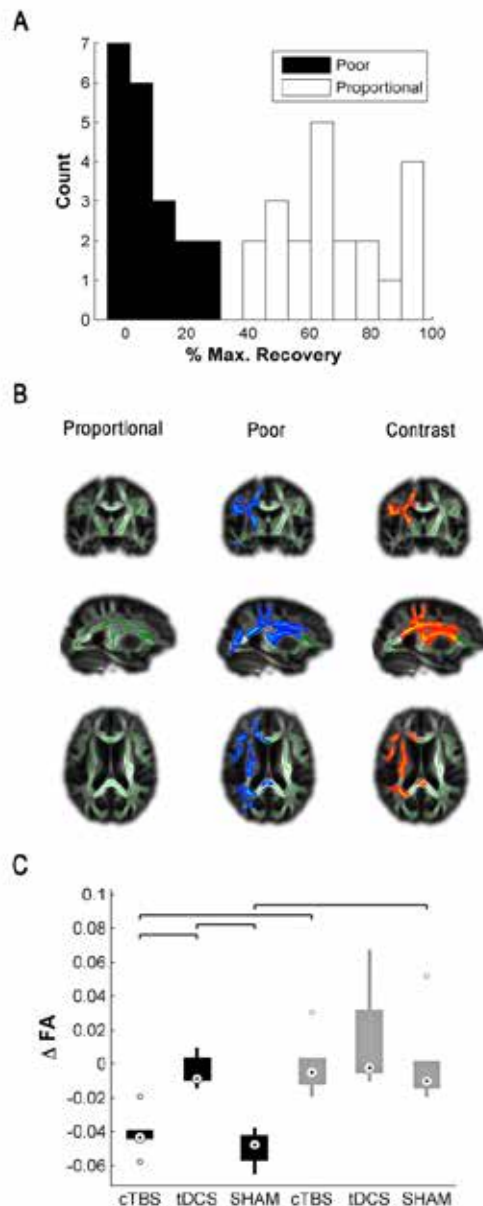 A
7
6
5
4
3
2
1
0
Count
Poor
Proportional
0 20 40 60 80 100
% Max. Recovery
B
Proportional Poor Contrast
C
0.1
0.08
0.06
0.04
0.02
0
-0.02
-0.04
-0.06
Δ FA
cTBS tDCS SHAM cTBS tDCS SHAM